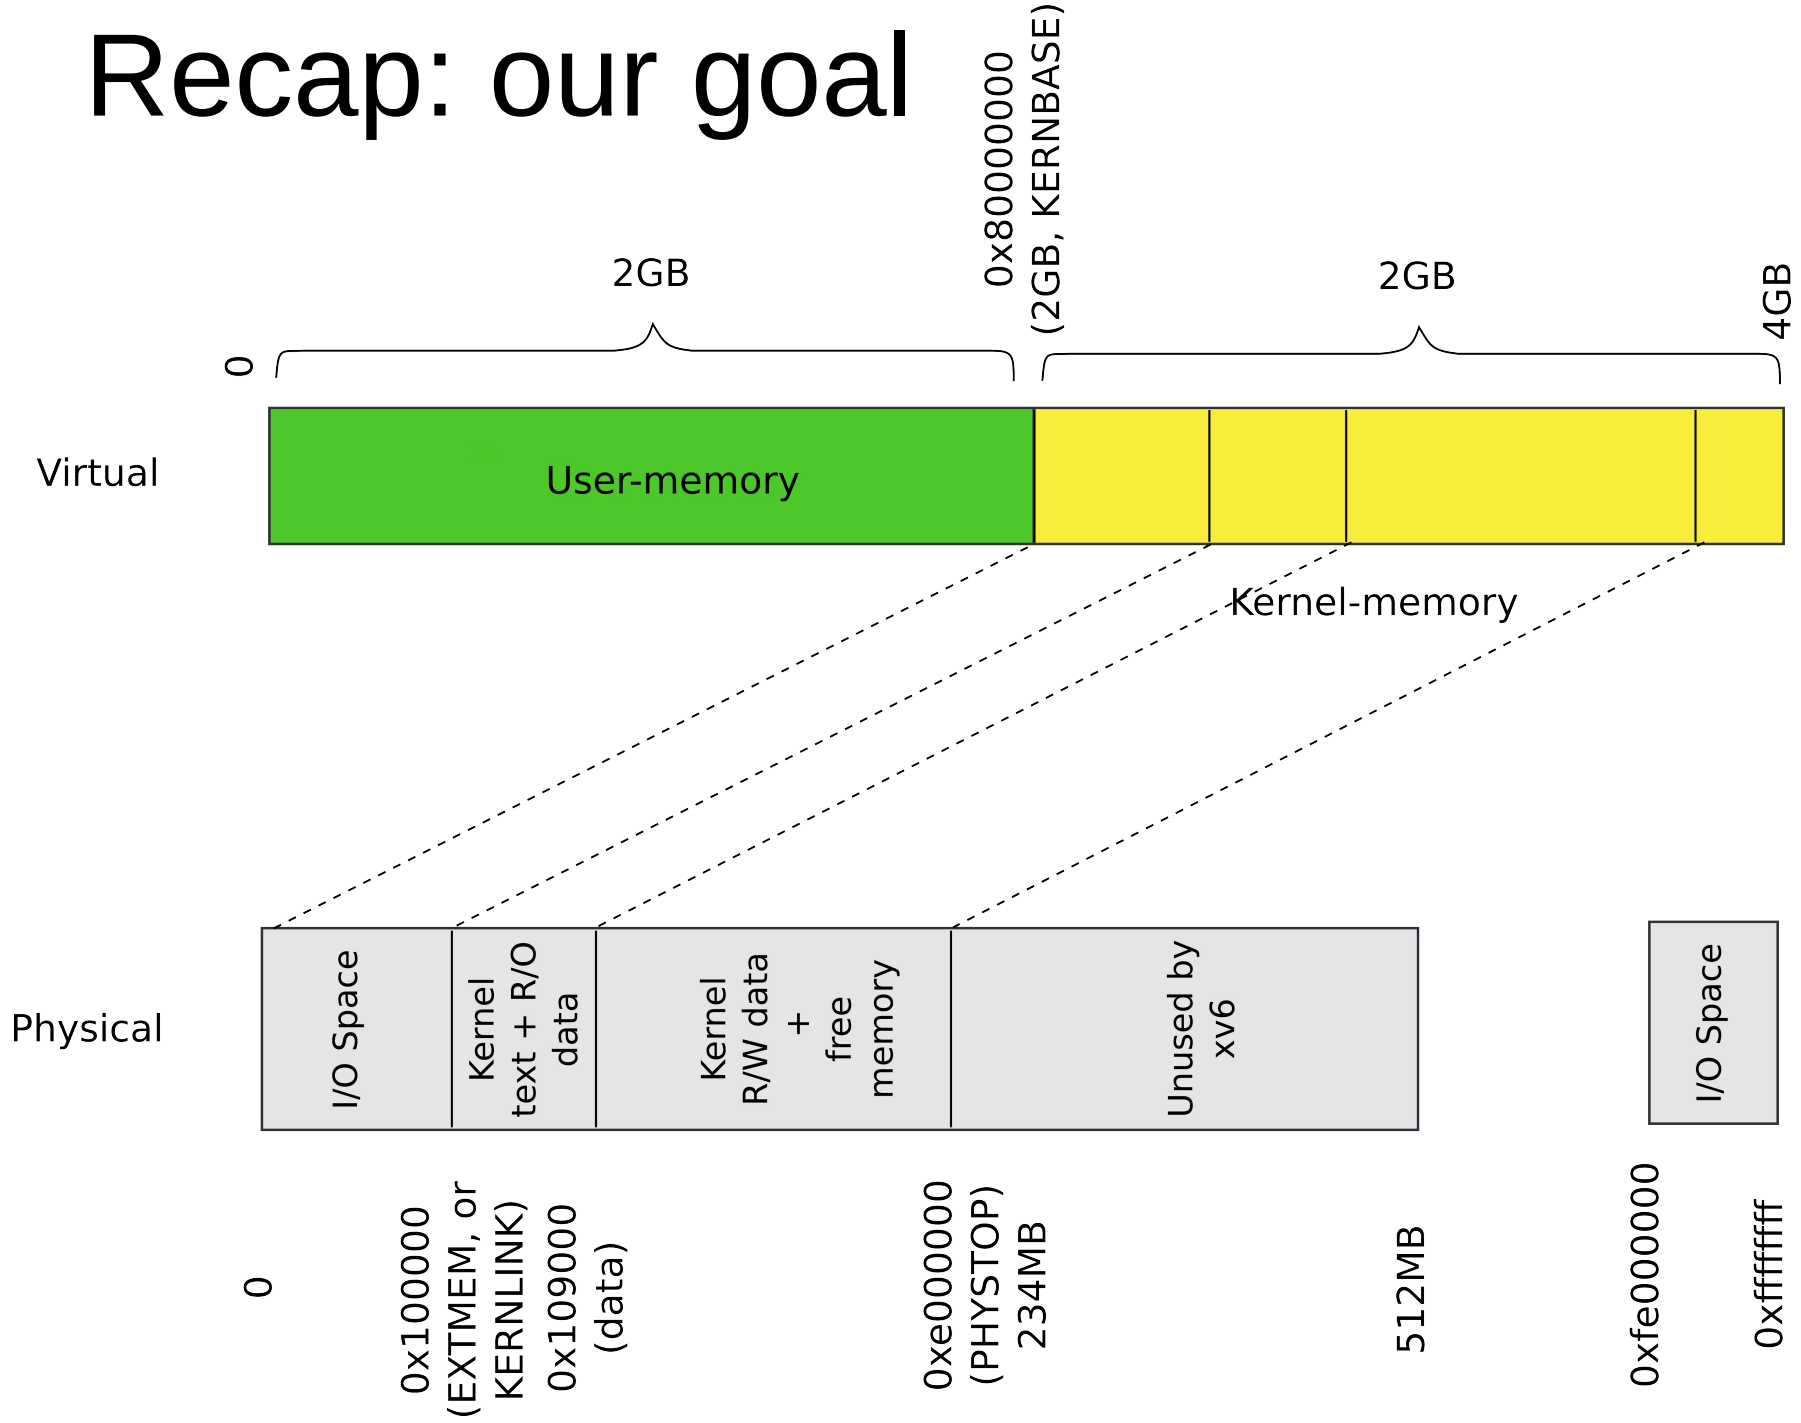 Recap: our goal
0x80000000
(2GB, KERNBASE)
2GB
2GB
4GB
0
Virtual
User-memory
Kernel-memory
Physical
I/O Space
Kernel
text + R/O
data
Kernel
R/W data
+
free
memory
Unused by
xv6
I/O Space
0
0x100000
(EXTMEM, or
KERNLINK)
0x109000
(data)
0xe000000
(PHYSTOP)
234MB
512MB
0xfe000000
0xffffffff